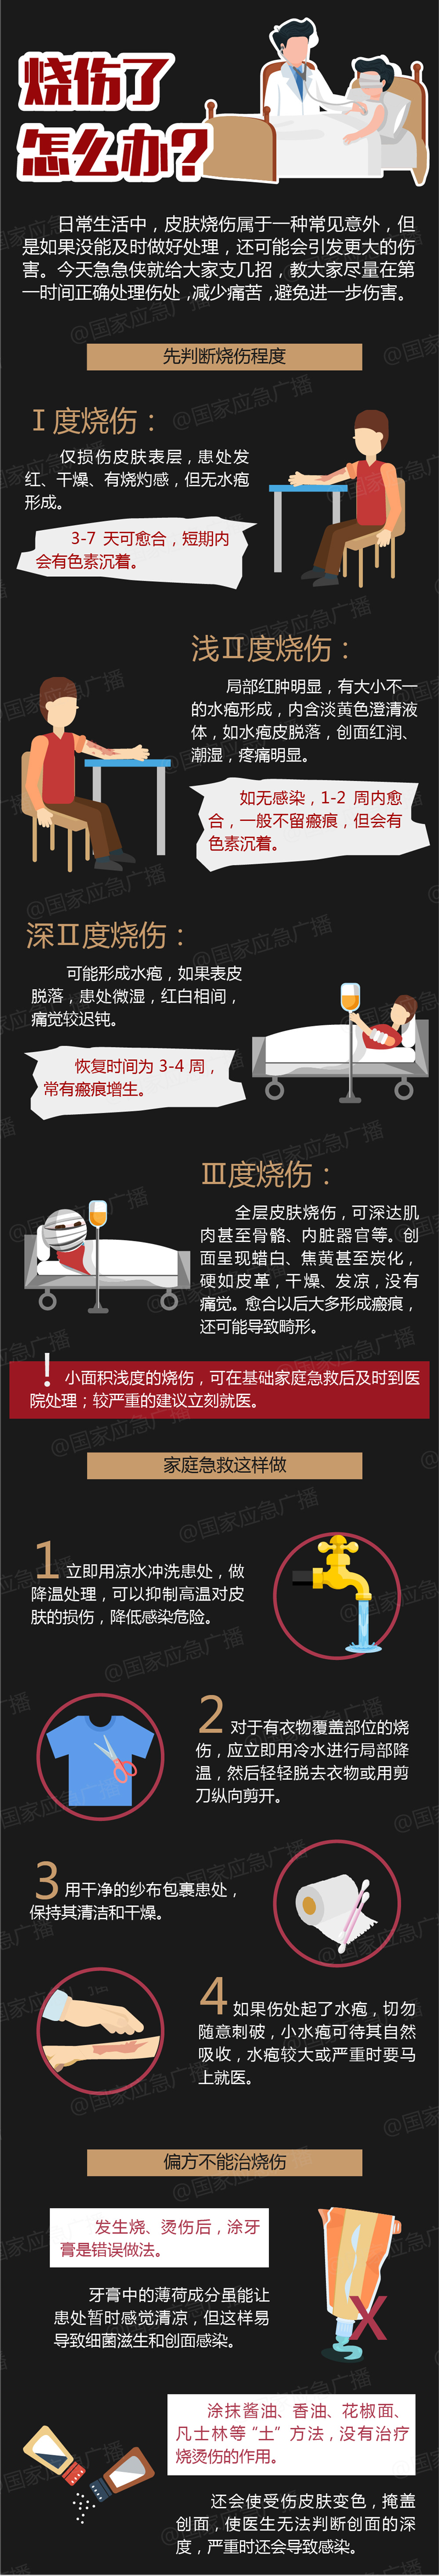 烧伤了
怎么办?
日常生活中，皮肤烧伤属于一种常见意外，但
是如果没能及时做好处理，还可能会引发更大的伤
害。今天急急侠就给大家支几招，教大家尽量在第
一时间正确处理伤处，减少痛苦，避免进一步伤害。
先判断烧伤程度
Ⅰ度烧伤：
仅损伤皮肤表层，患处发
红、干燥、有烧灼感，但无水疱
形成。
3-7 天可愈合，短期内
会有色素沉着。
浅Ⅱ度烧伤：
局部红肿明显，有大小不一
的水疱形成，内含淡黄色澄清液
体，如水疱皮脱落，创面红润、
潮湿，疼痛明显。
如无感染，1-2 周内愈
合，一般不留瘢痕，但会有
色素沉着。
深Ⅱ度烧伤：
可能形成水疱，如果表皮
脱落，患处微湿，红白相间，
痛觉较迟钝。
恢复时间为 3-4 周，
常有瘢痕增生。
Ⅲ度烧伤：
全层皮肤烧伤，可深达肌
肉甚至骨骼、内脏器官等。创
面呈现蜡白、焦黄甚至炭化，
硬如皮革，干燥、发凉，没有
痛觉。愈合以后大多形成瘢痕，
还可能导致畸形。
! 小面积浅度的烧伤，可在基础家庭急救后及时到医
院处理；较严重的建议立刻就医。
家庭急救这样做
1 立即用凉水冲洗患处，做
降温处理，可以抑制高温对皮
肤的损伤，降低感染危险。
2 对于有衣物覆盖部位的烧
伤，应立即用冷水进行局部降
温，然后轻轻脱去衣物或用剪
刀纵向剪开。
3 用干净的纱布包裹患处，
保持其清洁和干燥。
4 如果伤处起了水疱，切勿
随意刺破，小水疱可待其自然
吸收，水疱较大或严重时要马
上就医。
偏方不能治烧伤
发生烧、烫伤后，涂牙
膏是错误做法。
牙膏中的薄荷成分虽能让
患处暂时感觉清凉，但这样易
导致细菌滋生和创面感染。
X
涂抹酱油、香油、花椒面、
凡士林等“土”方法，没有治疗
烧烫伤的作用。
还会使受伤皮肤变色，掩盖
创面，使医生无法判断创面的深
度，严重时还会导致感染。
@国家应急广播